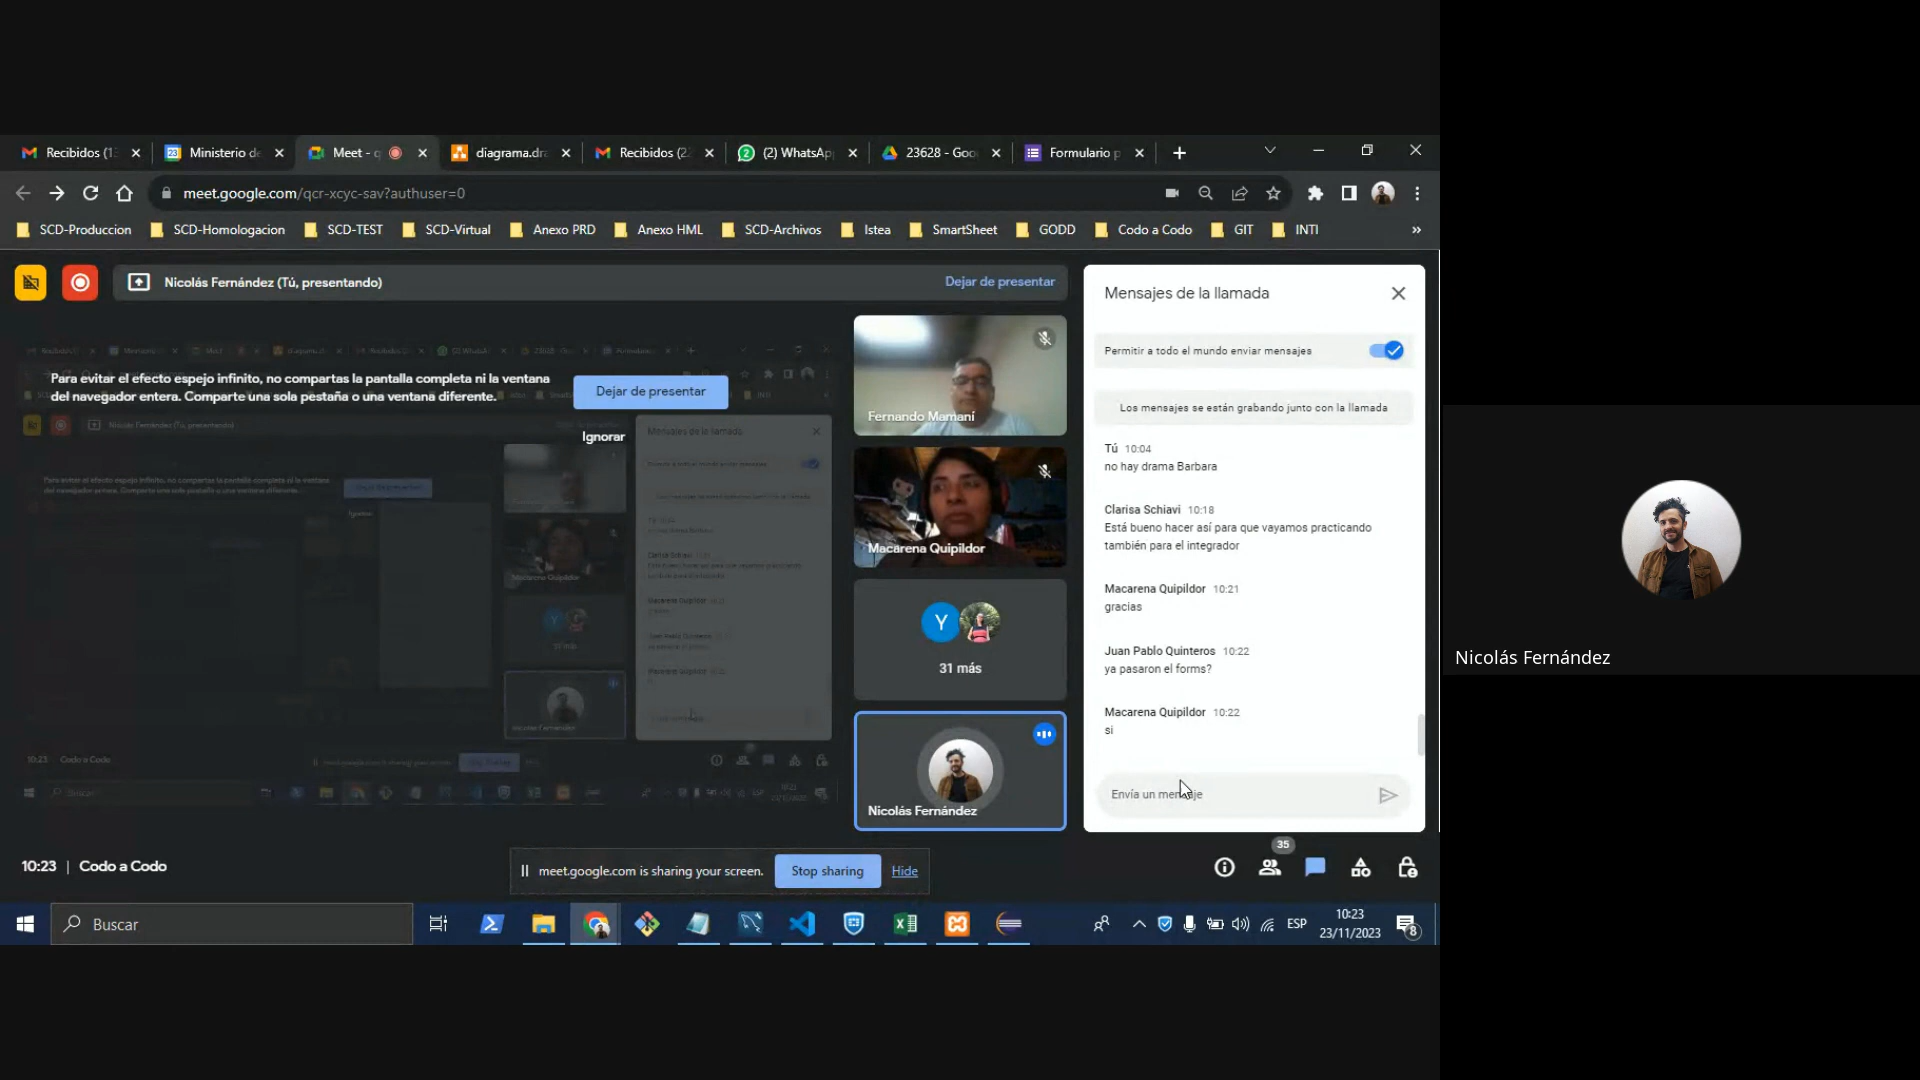 Recibidos (1
Ministerio de
Meet - q
diagrama.dra
Recibidos (2
(2) WhatsAp
23628 - Goo
Formulario p
meet.google.com/qcr-xcyc-sav?authuser=0
SCD-Produccion
SCD-Homologacion
SCD-TEST
SCD-Virtual
Anexo PRD
Anexo HML
SCD-Archivos
Istea
SmartSheet
GODD
Codo a Codo
GIT
INTI
»
Nicolás Fernández (Tú, presentando)
Dejar de presentar
Para evitar el efecto espejo infinito, no compartas la pantalla completa ni la ventana
del navegador entera. Comparte una sola pestaña o una ventana diferente.
Dejar de presentar
Ignorar
Fernando Mamaní
Macarena Quipildor
Y
31 más
Nicolás Fernández
Mensajes de la llamada
Permitir a todo el mundo enviar mensajes
Los mensajes se están grabando junto con la llamada
Tú 10:04
no hay drama Barbara
Clarisa Schiavi 10:18
Está bueno hacer así para que vayamos practicando
también para el integrador
Macarena Quipildor 10:21
gracias
Juan Pablo Quinteros 10:22
ya pasaron el forms?
Macarena Quipildor 10:22
si
Envía un mensaje
Nicolás Fernández
10:23 | Codo a Codo
meet.google.com is sharing your screen.
Stop sharing
Hide
35
Buscar
ESP
10:23
23/11/2023
8